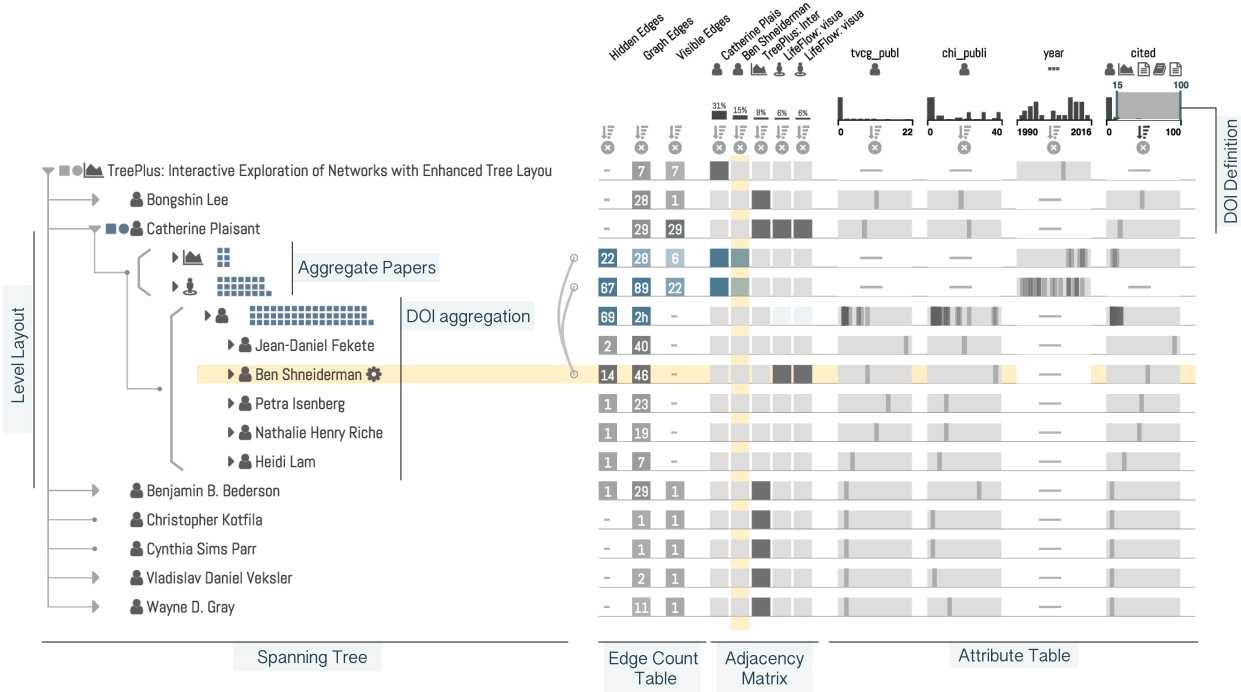 Hidden Edges
Graph Edges
Visible Edges
Catherine Plais
Ben Shneiderman
TreePlus: Inter
LifeFlow: visua
LifeFlow: visua
tvcg_publ
chi_publi
year
cited
15 100
31% 15% 8% 6% 6%
0 22
0 40
1990 2016
0 100
DOI Definition
TreePlus: Interactive Exploration of Networks with Enhanced Tree Layou
- 7 7
Bongshin Lee
- 28 1
Catherine Plaisant
- 29 29
Aggregate Papers
22 28 6
67 89 22
DOI aggregation
69 2h -
Jean-Daniel Fekete
2 40 -
Ben Shneiderman
14 46 -
Petra Isenberg
1 23 -
Nathalie Henry Riche
1 19 -
Heidi Lam
1 7 -
Benjamin B. Bederson
1 29 1
Christopher Kotfila
- 1 1
Cynthia Sims Parr
- 1 1
Vladislav Daniel Veksler
- 2 1
Wayne D. Gray
- 11 1
Level Layout
Spanning Tree
Edge Count
Table
Adjacency
Matrix
Attribute Table